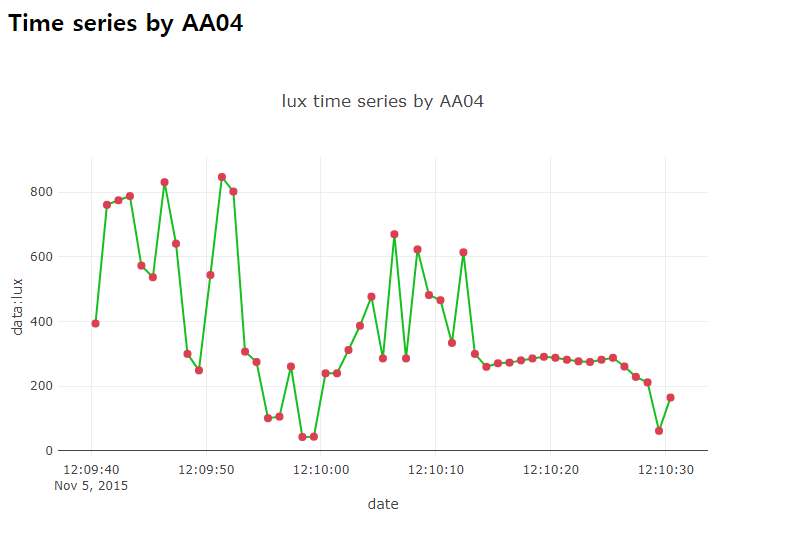 Time series by AA04
lux time series by AA04
800
600
400
200
0
data:lux
12:09:40
12:09:50
12:10:00
12:10:10
12:10:20
12:10:30
Nov 5, 2015
date